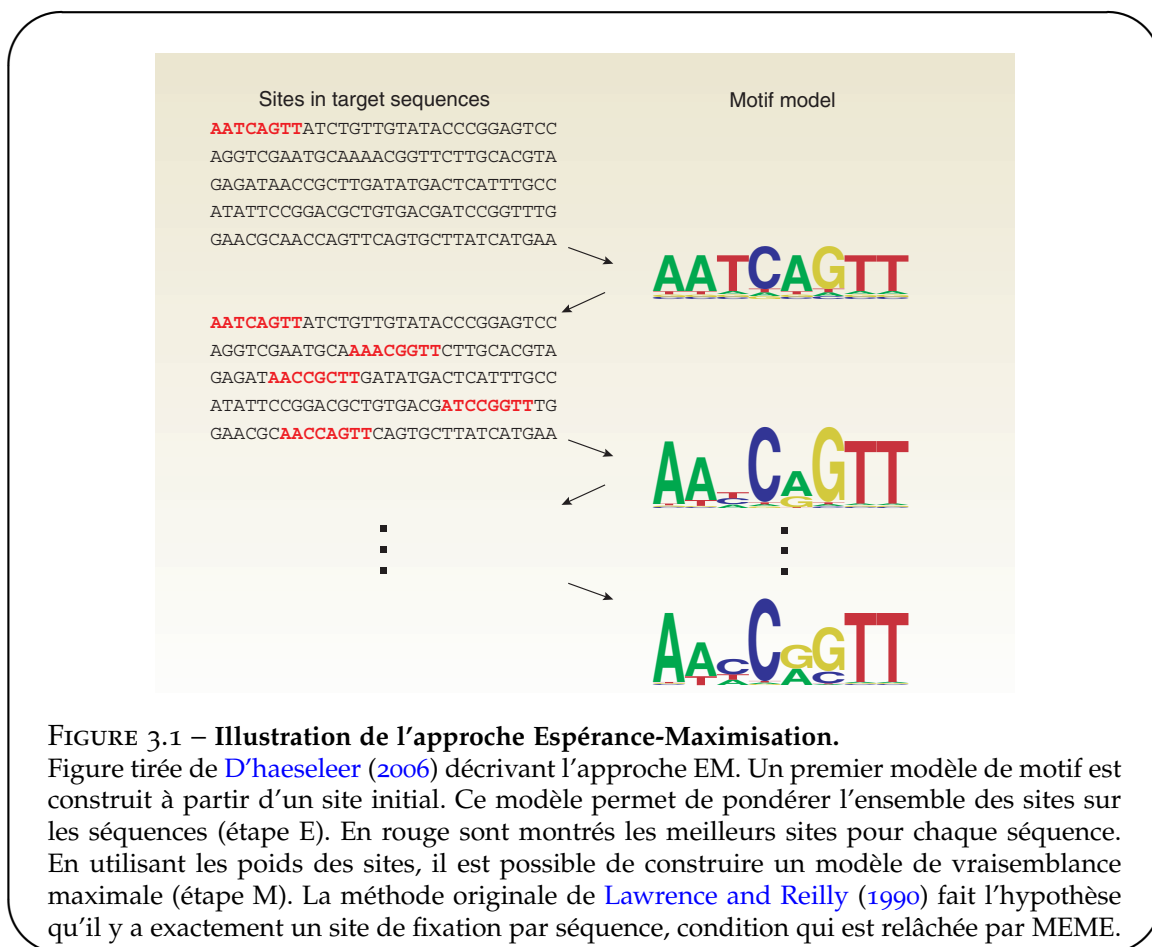 Sites in target sequences
Motif model
AATCAGTTATCTGTTGTATACCCGGAGTCC
AGGTCGAATGCAAAACGGTTCTTGCACGTA
GAGATAACCGCTTGATATGACTCATTTGCC
ATATTCCGGACGCTGTGACGATCCGGTTTG
GAACGCAACCAGTTCAGTGCTTATCATGAA
AATCAGTT
AATCAGTTATCTGTTGTATACCCGGAGTCC
AGGTCGAATGCAAAACGGTTCTTGCACGTA
GAGATAACCGCTTGATATGACTCATTTGCC
ATATTCCGGACGCTGTGACGATCCGGTTTG
GAACGCAACCAGTTCAGTGCTTATCATGAA
AATCAGTT
AACCGGTT
FIGURE 3.1 – Illustration de l'approche Espérance-Maximisation.
Figure tirée de D'haeseleer (2006) décrivant l'approche EM. Un premier modèle de motif est
construit à partir d'un site initial. Ce modèle permet de pondérer l'ensemble des sites sur
les séquences (étape E). En rouge sont montrés les meilleurs sites pour chaque séquence.
En utilisant les poids des sites, il est possible de construire un modèle de vraisemblance
maximale (étape M). La méthode originale de Lawrence and Reilly (1990) fait l'hypothèse
qu'il y a exactement un site de fixation par séquence, condition qui est relâchée par MEME.